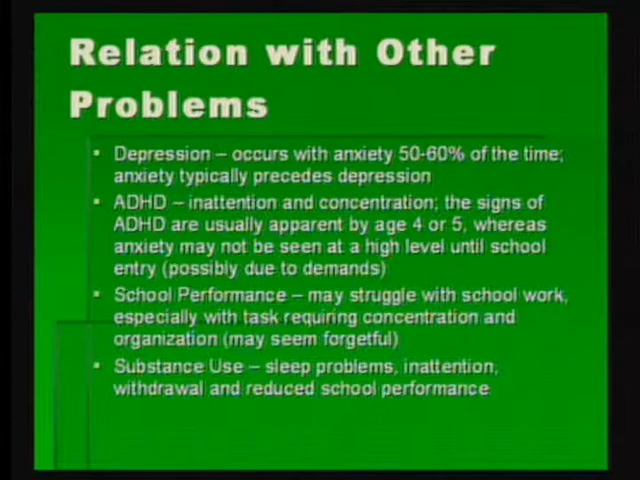 Relation with Other
Problems
Depression – occurs with anxiety 50-60% of the time;
anxiety typically precedes depression
ADHD – inattention and concentration; the signs of
ADHD are usually apparent by age 4 or 5, whereas
anxiety may not be seen at a high level until school
entry (possibly due to demands)
School Performance – may struggle with school work,
especially with task requiring concentration and
organization (may seem forgetful)
Substance Use – sleep problems, inattention,
withdrawal and reduced school performance